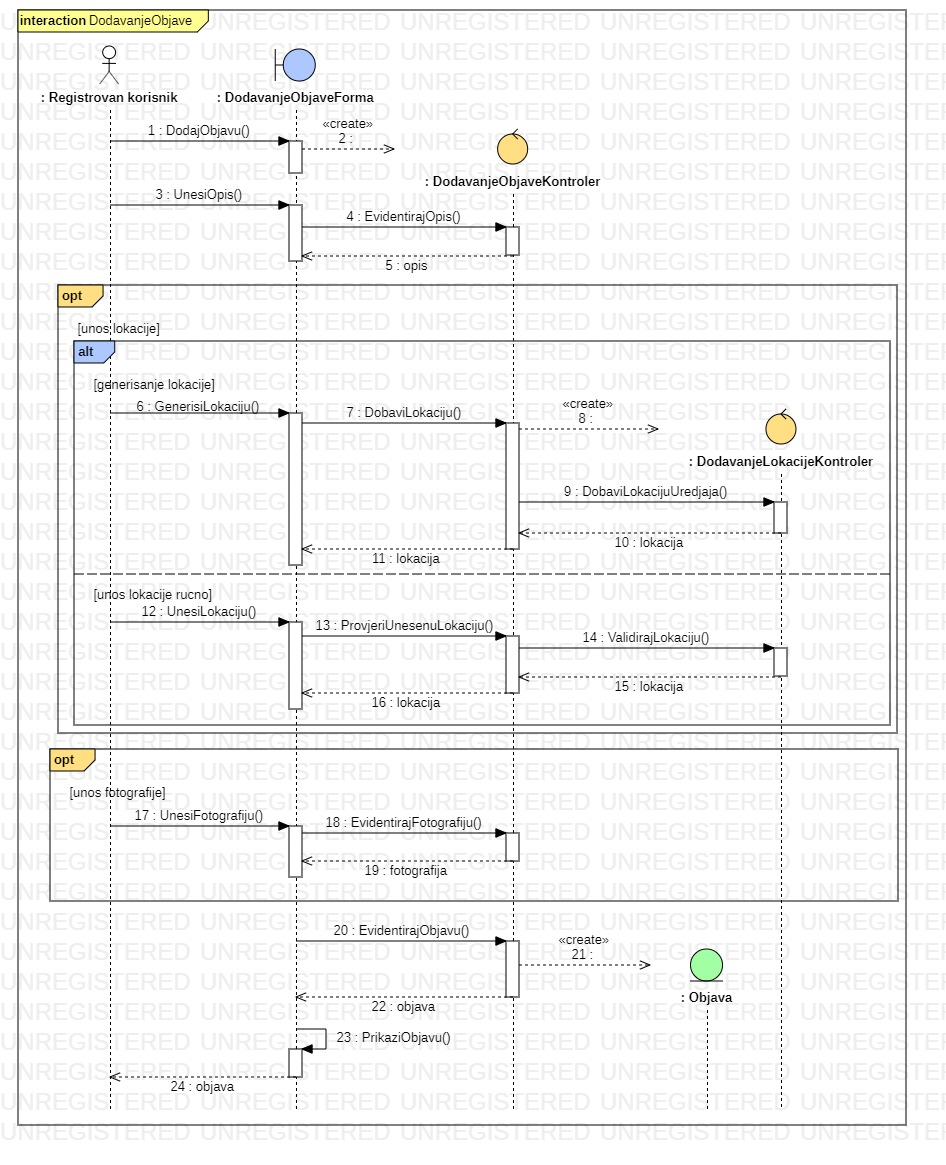 interaction DodavanjeObjave
: Registrovan korisnik
: DodavanjeObjaveForma
1 : DodajObjavu()
«create»
2 :
: DodavanjeObjaveKontroler
3 : UnesiOpis()
4 : EvidentirajOpis()
5 : opis
opt
[unos lokacije]
alt
[generisanje lokacije]
6 : GenerisiLokaciju()
7 : DobaviLokaciju()
«create»
8 :
: DodavanjeLokacijeKontroler
9 : DobaviLokacijuUredjaja()
10 : lokacija
11 : lokacija
[unos lokacije rucno]
12 : UnesiLokaciju()
13 : ProvjeriUnesenuLokaciju()
14 : ValidirajLokaciju()
15 : lokacija
16 : lokacija
opt
[unos fotografije]
17 : UnesiFotografiju()
18 : EvidentirajFotografiju()
19 : fotografija
20 : EvidentirajObjavu()
«create»
21 :
: Objava
22 : objava
23 : PrikaziObjavu()
24 : objava
UNREGISTERED